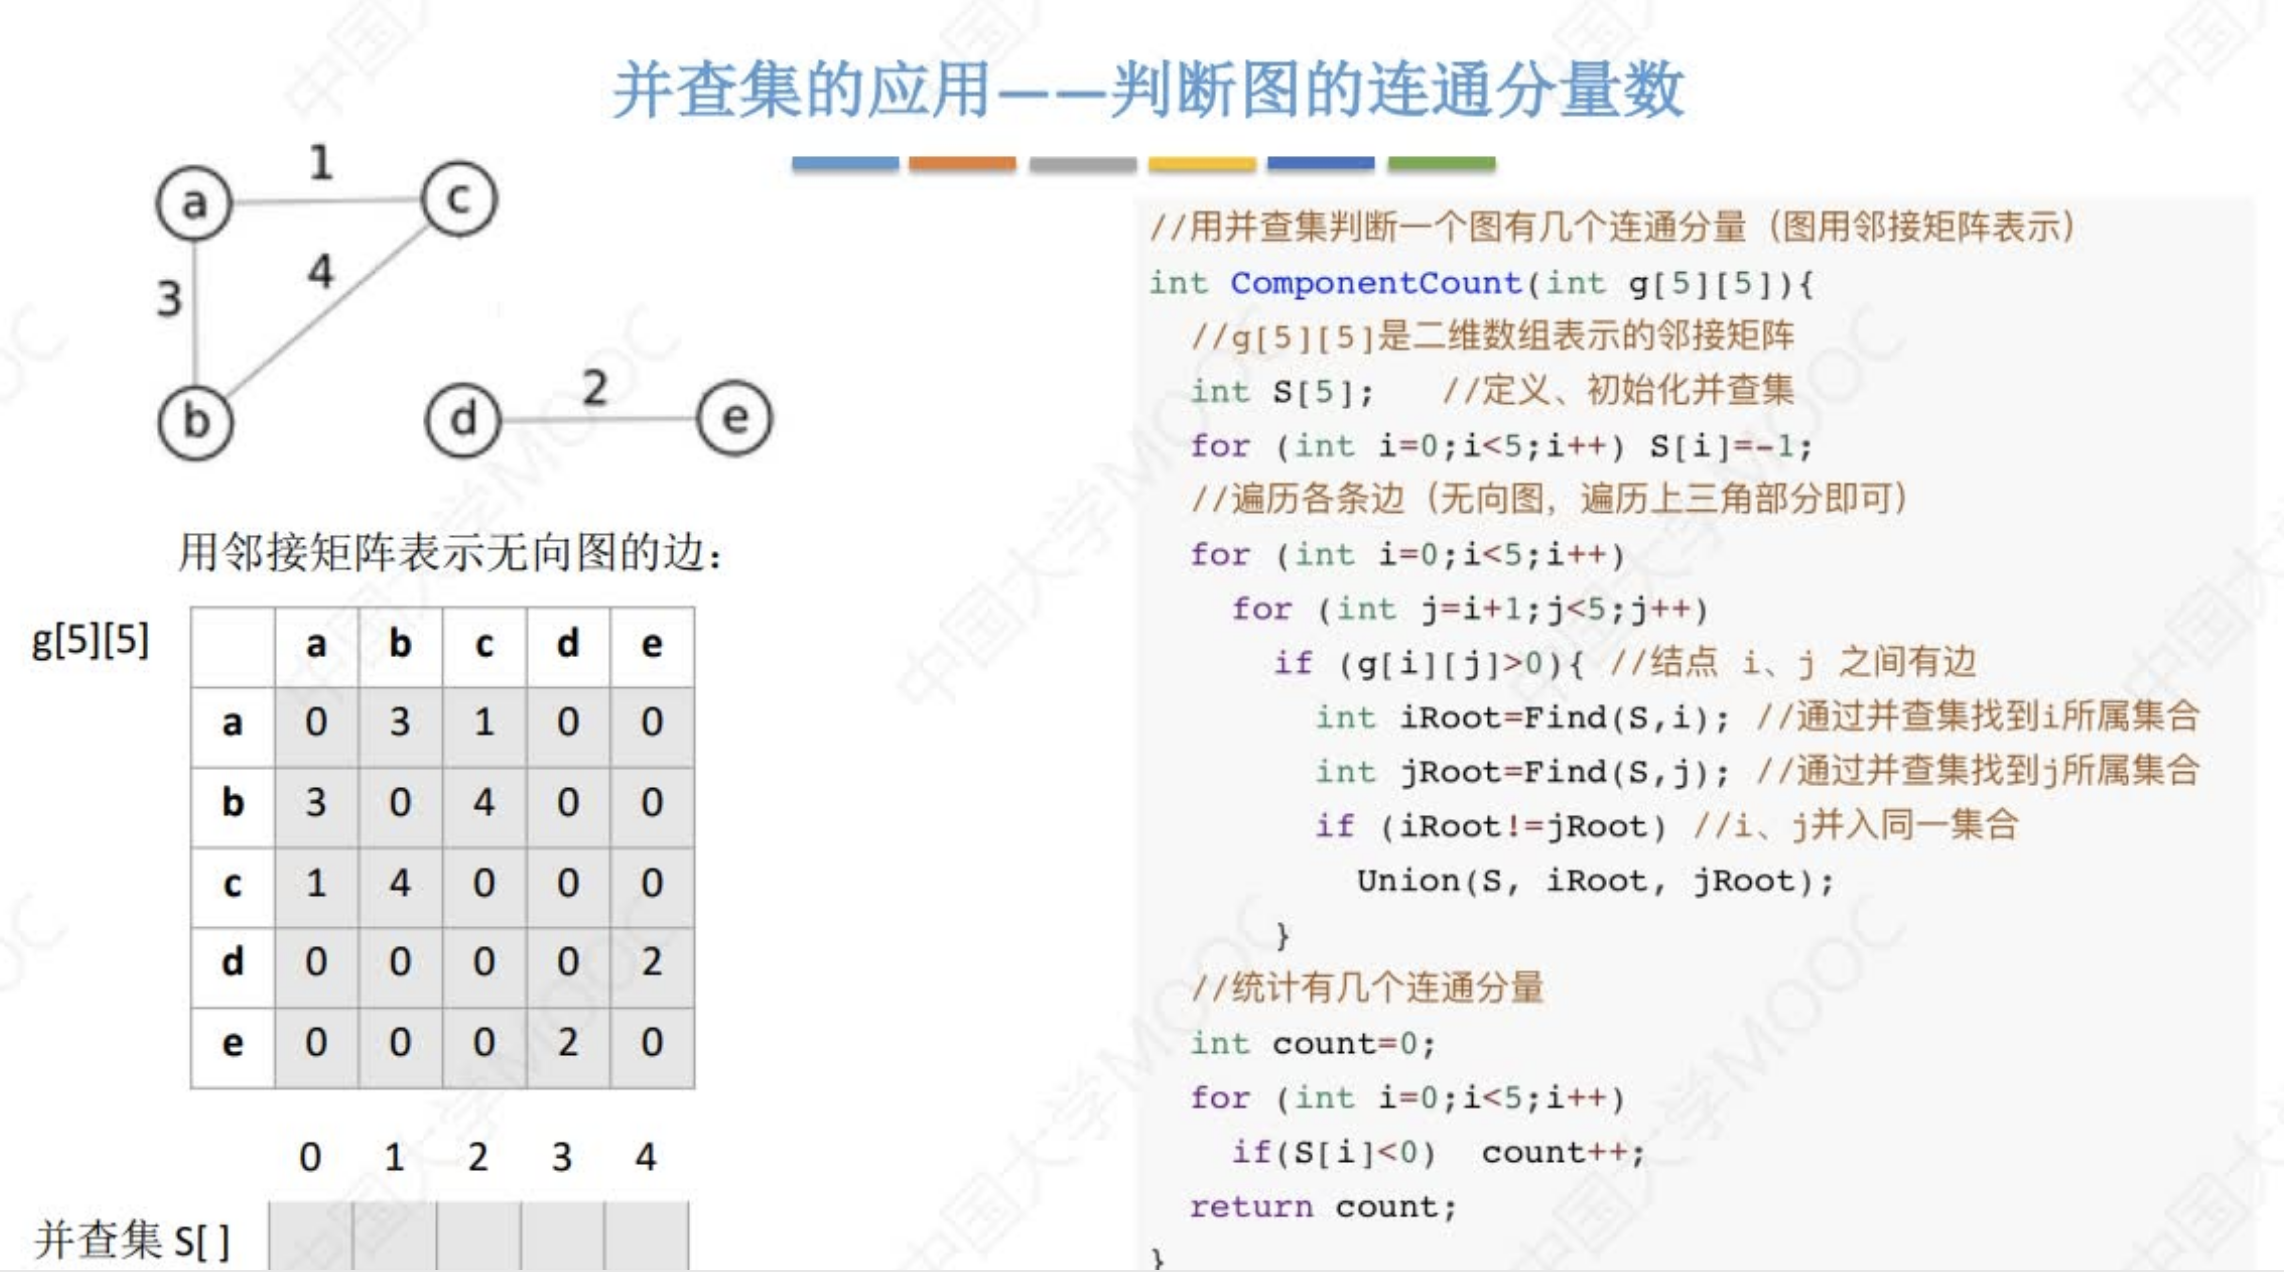 并查集的应用——判断图的连通分量数
1
a
c
3
4
b
d
2
e
用邻接矩阵表示无向图的边:
g[5][5]
a b c d e
a 0 3 1 0 0
b 3 0 4 0 0
c 1 4 0 0 0
d 0 0 0 0 2
e 0 0 0 2 0
0 1 2 3 4
并查集 S[ ]
//用并查集判断一个图有几个连通分量（图用邻接矩阵表示）
int ComponentCount(int g[5][5]){
//g[5][5]是二维数组表示的邻接矩阵
int S[5]; //定义、初始化并查集
for (int i=0;i<5;i++) S[i]=-1;
//遍历各条边（无向图，遍历上三角部分即可）
for (int i=0;i<5;i++)
for (int j=i+1;j<5;j++)
if (g[i][j]>0){ //结点 i、j 之间有边
int iRoot=Find(S,i); //通过并查集找到i所属集合
int jRoot=Find(S,j); //通过并查集找到j所属集合
if (iRoot!=jRoot) //i、j并入同一集合
Union(S, iRoot, jRoot);
}
//统计有几个连通分量
int count=0;
for (int i=0;i<5;i++)
if(S[i]<0) count++;
return count;
}
中国大学MOOC